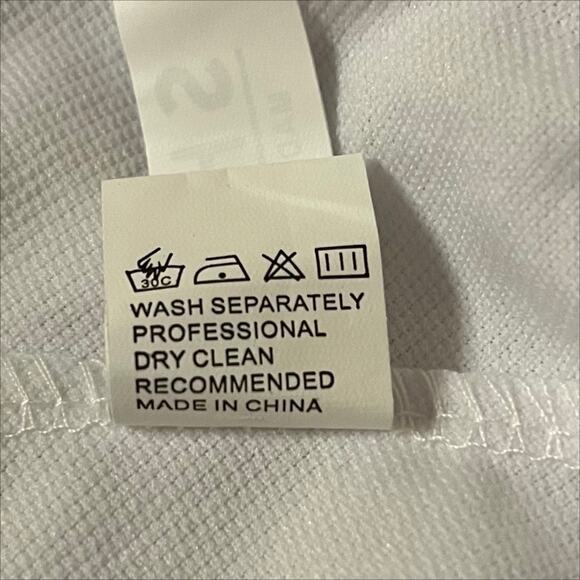 30C
WASH SEPARATELY
PROFESSIONAL
DRY CLEAN
RECOMMENDED
MADE IN CHINA